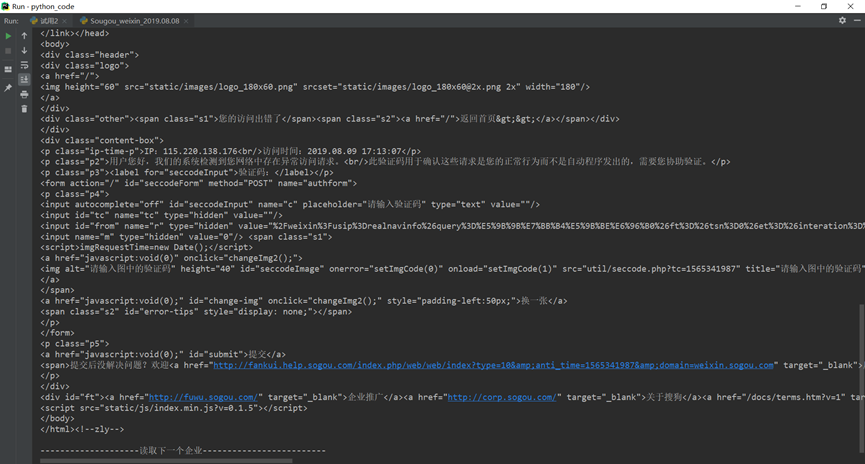 Run - python_code
Run: 试用2 × Sougou_weixin_2019.08.08 ×
</link></head>
<body>
<div class="header">
<div class="logo">
<a href="/">
<img height="60" src="static/images/logo_180x60.png" srcset="static/images/logo_180x60@2x.png 2x" width="180"/>
</a>
</div>
<div class="other"><span class="s1">您的访问出错了</span><span class="s2"><a href="/">返回首页&gt;&gt;</a></span></div>
</div>
<div class="content-box">
<p class="ip-time-p">IP：115.220.138.176<br/>访问时间：2019.08.09 17:13:07</p>
<p class="p2">用户您好，我们的系统检测到您网络中存在异常访问请求。<br/>此验证码用于确认这些请求是您的正常行为而不是自动程序发出的，需要您协助验证。</p>
<p class="p3"><label for="seccodeInput">验证码：</label></p>
<form action="/" id="seccodeForm" method="POST" name="authform">
<p class="p4">
<input autocomplete="off" id="seccodeInput" name="c" placeholder="请输入验证码" type="text" value=""/>
<input id="tc" name="tc" type="hidden" value=""/>
<input id="from" name="r" type="hidden" value="%2Fweixin%3Fusip%3Drealnavinfo%26query%3D%E5%9B%9B%E7%BB%B4%E5%9B%BE%E6%96%B0%26ft%3D%26tsn%3D0%26et%3D%26interation%3D%
<input name="m" type="hidden" value="0"/> <span class="s1">
<script>imgRequestTime=new Date();</script>
<a href="javascript:void(0)" onclick="changeImg2();">
<img alt="请输入图中的验证码" height="40" id="seccodeImage" onerror="setImgCode(0)" onload="setImgCode(1)" src="util/seccode.php?tc=1565341987" title="请输入图中的验证码"
</a>
</span>
<a href="javascript:void(0);" id="change-img" onclick="changeImg2();" style="padding-left:50px;">换一张</a>
<span class="s2" id="error-tips" style="display: none;"></span>
</p>
</form>
<p class="p5">
<a href="javascript:void(0);" id="submit">提交</a>
<span>提交后没解决问题？欢迎<a href="http://fankui.help.sogou.com/index.php/web/web/index?type=10&amp;anti_time=1565341987&amp;domain=weixin.sogou.com" target="_blank">
</p>
</div>
<div id="ft"><a href="http://fuwu.sogou.com/" target="_blank">企业推广</a><a href="http://corp.sogou.com/" target="_blank">关于搜狗</a><a href="/docs/terms.htm?v=1" tar
<script src="static/js/index.min.js?v=0.1.5"></script>
</body>
</html><!--zly-->
--------------------读取下一个企业-------------------------